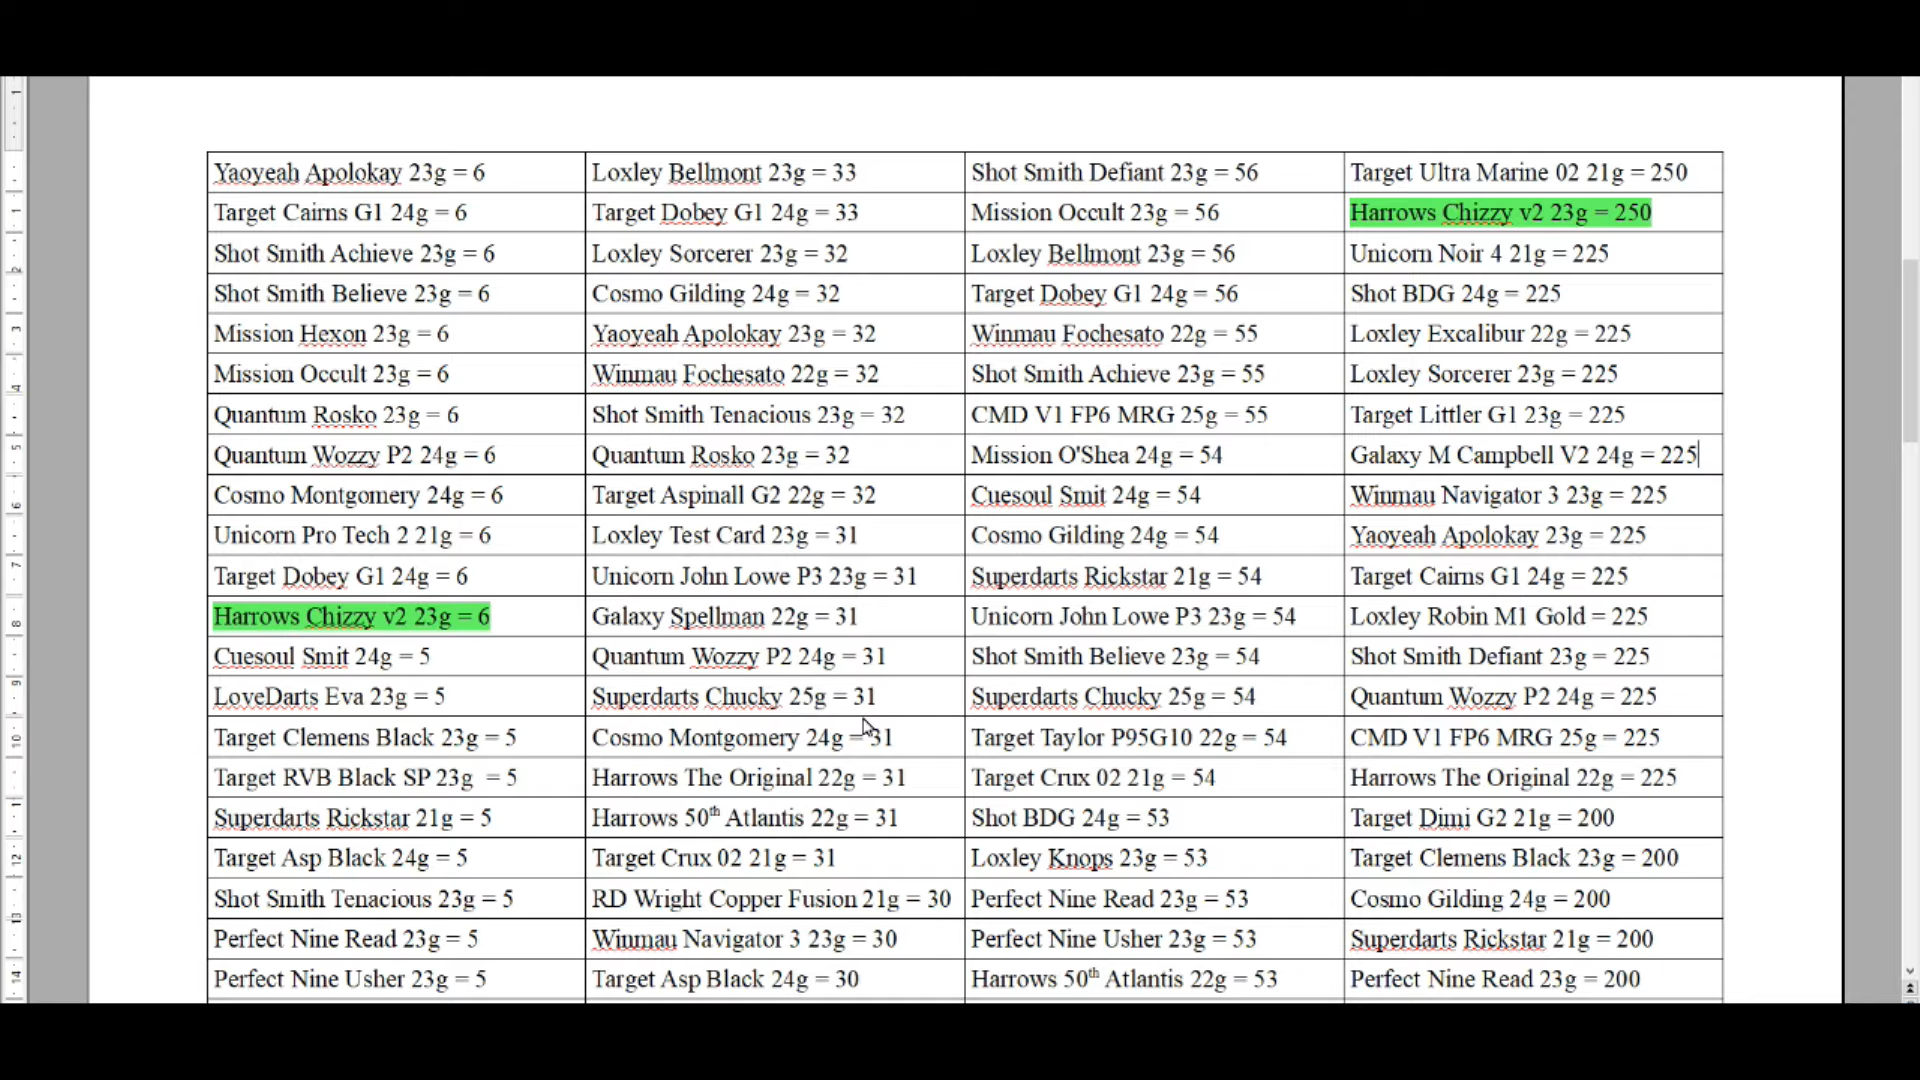 Yaoyeah Apolokay 23g = 6 Loxley Bellmont 23g = 33 Shot Smith Defiant 23g = 56 Target Ultra Marine 02 21g = 250
Target Cairns G1 24g = 6 Target Dobey G1 24g = 33 Mission Occult 23g = 56 Harrows Chizzy v2 23g = 250
Shot Smith Achieve 23g = 6 Loxley Sorcerer 23g = 32 Loxley Bellmont 23g = 56 Unicorn Noir 4 21g = 225
Shot Smith Believe 23g = 6 Cosmo Gilding 24g = 32 Target Dobey G1 24g = 56 Shot BDG 24g = 225
Mission Hexon 23g = 6 Yaoyeah Apolokay 23g = 32 Winmau Fochesato 22g = 55 Loxley Excalibur 22g = 225
Mission Occult 23g = 6 Winmau Fochesato 22g = 32 Shot Smith Achieve 23g = 55 Loxley Sorcerer 23g = 225
Quantum Rosko 23g = 6 Shot Smith Tenacious 23g = 32 CMD V1 FP6 MRG 25g = 55 Target Littler G1 23g = 225
Quantum Wozzy P2 24g = 6 Quantum Rosko 23g = 32 Mission O'Shea 24g = 54 Galaxy M Campbell V2 24g = 225
Cosmo Montgomery 24g = 6 Target Aspinall G2 22g = 32 Cuesoul Smit 24g = 54 Winmau Navigator 3 23g = 225
Unicorn Pro Tech 2 21g = 6 Loxley Test Card 23g = 31 Cosmo Gilding 24g = 54 Yaoyeah Apolokay 23g = 225
Target Dobey G1 24g = 6 Unicorn John Lowe P3 23g = 31 Superdarts Rickstar 21g = 54 Target Cairns G1 24g = 225
Harrows Chizzy v2 23g = 6 Galaxy Spellman 22g = 31 Unicorn John Lowe P3 23g = 54 Loxley Robin M1 Gold = 225
Cuesoul Smit 24g = 5 Quantum Wozzy P2 24g = 31 Shot Smith Believe 23g = 54 Shot Smith Defiant 23g = 225
LoveDarts Eva 23g = 5 Superdarts Chucky 25g = 31 Superdarts Chucky 25g = 54 Quantum Wozzy P2 24g = 225
Target Clemens Black 23g = 5 Cosmo Montgomery 24g = 31 Target Taylor P95G10 22g = 54 CMD V1 FP6 MRG 25g = 225
Target RVB Black SP 23g = 5 Harrows The Original 22g = 31 Target Crux 02 21g = 54 Harrows The Original 22g = 225
Superdarts Rickstar 21g = 5 Harrows 50th Atlantis 22g = 31 Shot BDG 24g = 53 Target Dimi G2 21g = 200
Target Asp Black 24g = 5 Target Crux 02 21g = 31 Loxley Knops 23g = 53 Target Clemens Black 23g = 200
Shot Smith Tenacious 23g = 5 RD Wright Copper Fusion 21g = 30 Perfect Nine Read 23g = 53 Cosmo Gilding 24g = 200
Perfect Nine Read 23g = 5 Winmau Navigator 3 23g = 30 Perfect Nine Usher 23g = 53 Superdarts Rickstar 21g = 200
Perfect Nine Usher 23g = 5 Target Asp Black 24g = 30 Harrows 50th Atlantis 22g = 53 Perfect Nine Read 23g = 200